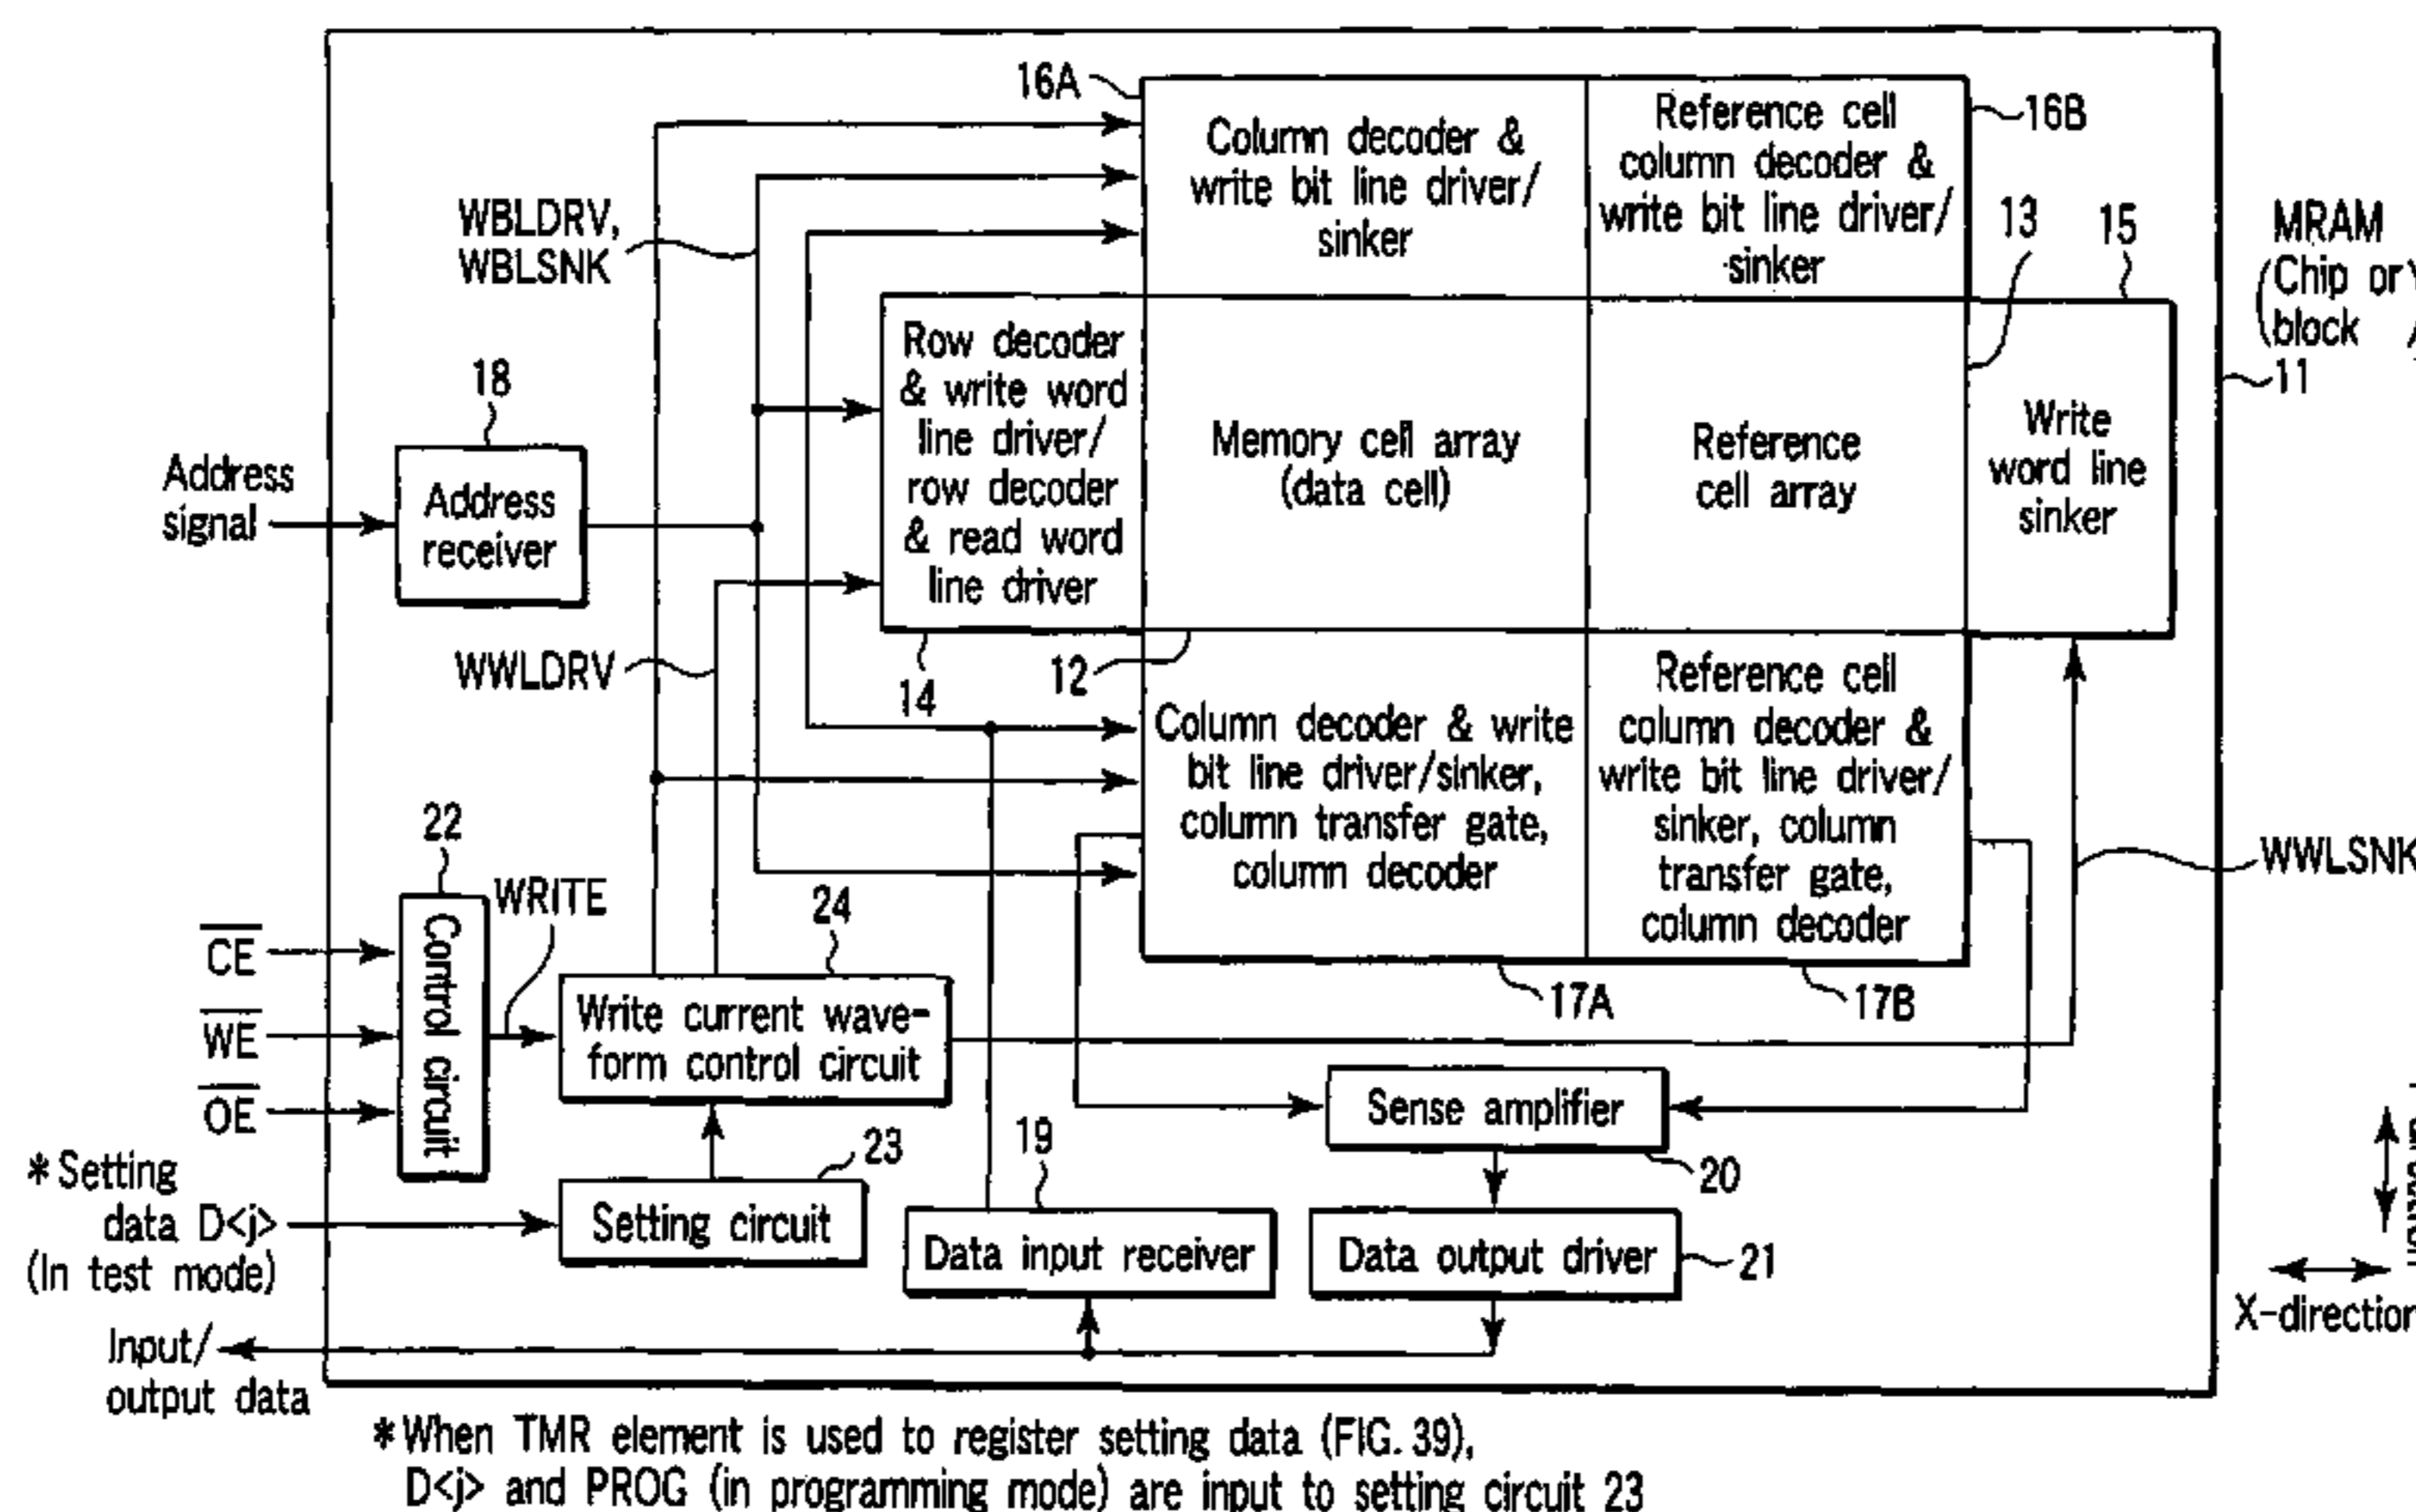 16A
Column decoder &
write bit line driver/
sinker
Reference cell
column decoder &
write bit line driver/
sinker
16B
WBLDRV,
WBLSNK
13
15
MRAM
(Chip or
block
11
Row decoder
& write word
line driver/
row decoder
& read word
line driver
Memory cell array
(data cell)
Reference
cell array
Write
word line
sinker
18
Address
signal
Address
receiver
WWLDRV
14
12
Column decoder & write
bit line driver/sinker,
column transfer gate,
column decoder
Reference cell
column decoder &
write bit line driver/
sinker, column
transfer gate,
column decoder
WWLSNK
22
WRITE
24
CE
WE
OE
Control circuit
Write current wave-
form control circuit
17A
17B
Sense amplifier
20
*Setting
data D<j>
(In test mode)
23
Setting circuit
19
Data input receiver
Data output driver
21
X-direction
Input/
output data
*When TMR element is used to register setting data (FIG. 39),
D<j> and PROG (in programming mode) are input to setting circuit 23